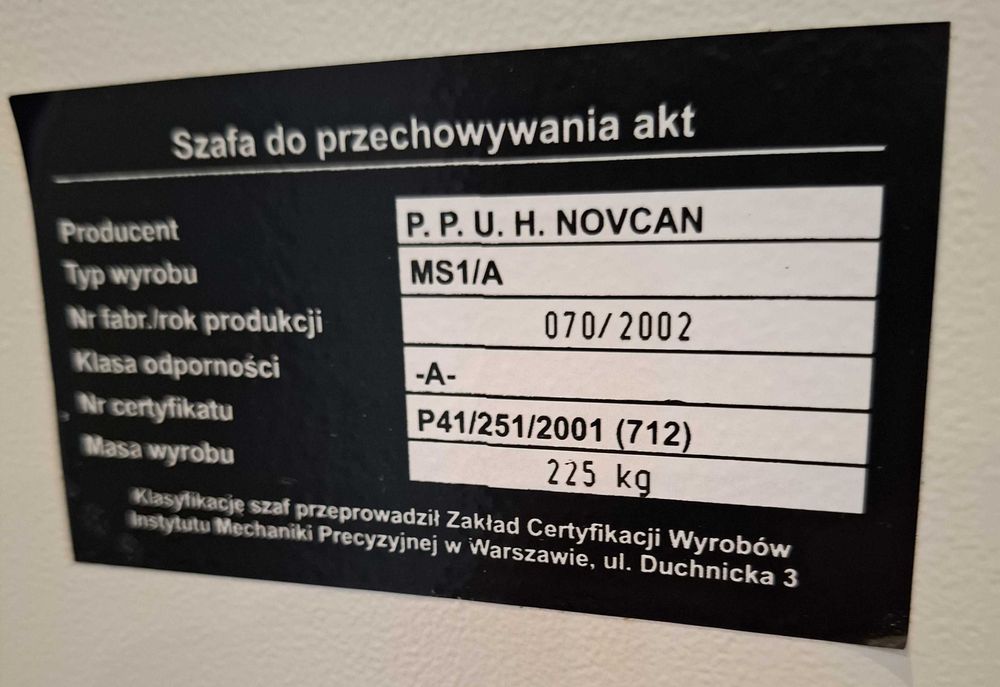 Szafa do przechowywania akt
Producent P. P. U. H. NOVCAN
Typ wyrobu MS1/A
Nr fabr./rok produkcji 070/2002
Klasa odporności -A-
Nr certyfikatu P41/251/2001 (712)
Masa wyrobu 225 kg
Klasyfikację szaf przeprowadził Zakład Certyfikacji Wyrobów
Instytutu Mechaniki Precyzyjnej w Warszawie, ul. Duchnicka 3